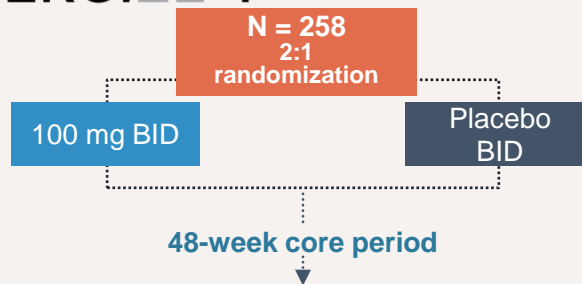 N = 258
2:1
randomization
100 mg BID
Placebo
BID
48-week core period